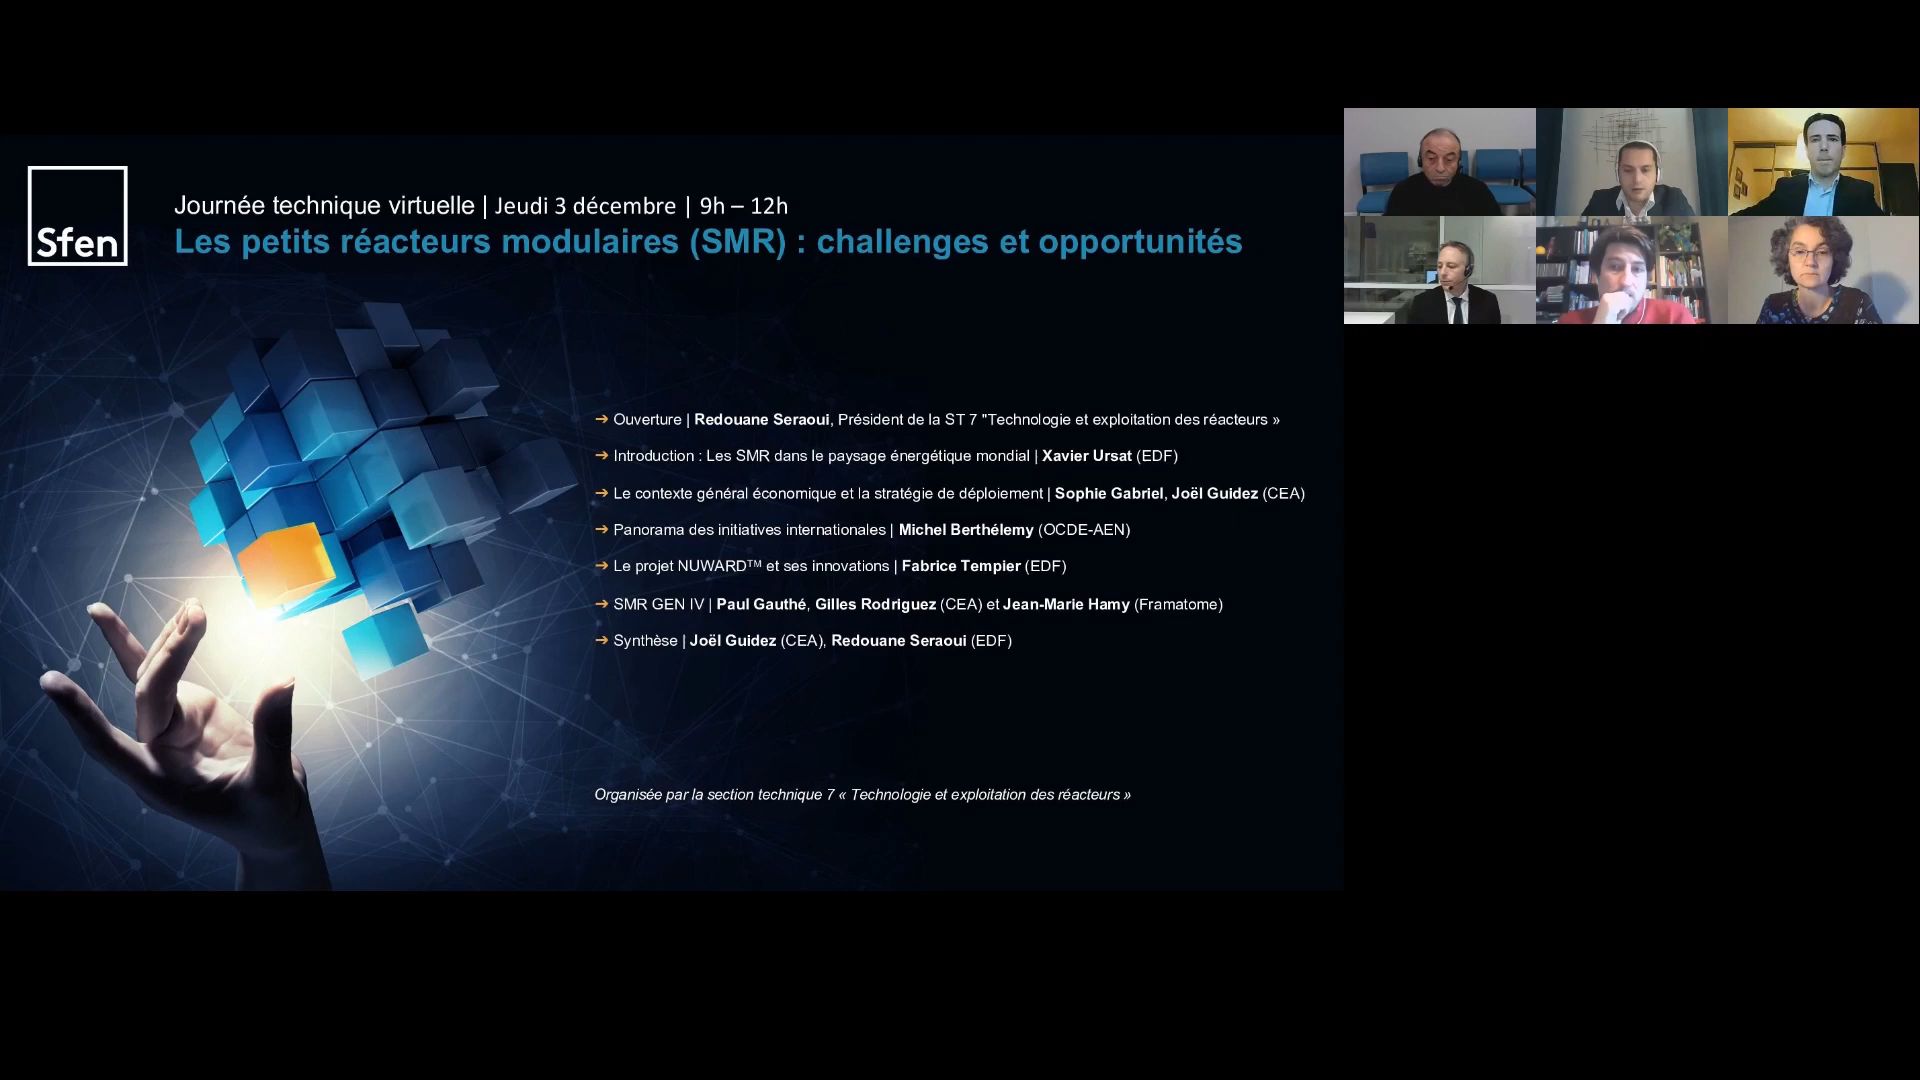 Sfen
Journée technique virtuelle | Jeudi 3 décembre | 9h – 12h
Les petits réacteurs modulaires (SMR) : challenges et opportunités
➔ Ouverture | Redouane Seraoui, Président de la ST 7 "Technologie et exploitation des réacteurs »
➔ Introduction : Les SMR dans le paysage énergétique mondial | Xavier Ursat (EDF)
➔ Le contexte général économique et la stratégie de déploiement | Sophie Gabriel, Joël Guidez (CEA)
➔ Panorama des initiatives internationales | Michel Berthélemy (OCDE-AEN)
➔ Le projet NUWARD™ et ses innovations | Fabrice Tempier (EDF)
➔ SMR GEN IV | Paul Gauthé, Gilles Rodriguez (CEA) et Jean-Marie Hamy (Framatome)
➔ Synthèse | Joël Guidez (CEA), Redouane Seraoui (EDF)
Organisée par la section technique 7 « Technologie et exploitation des réacteurs »